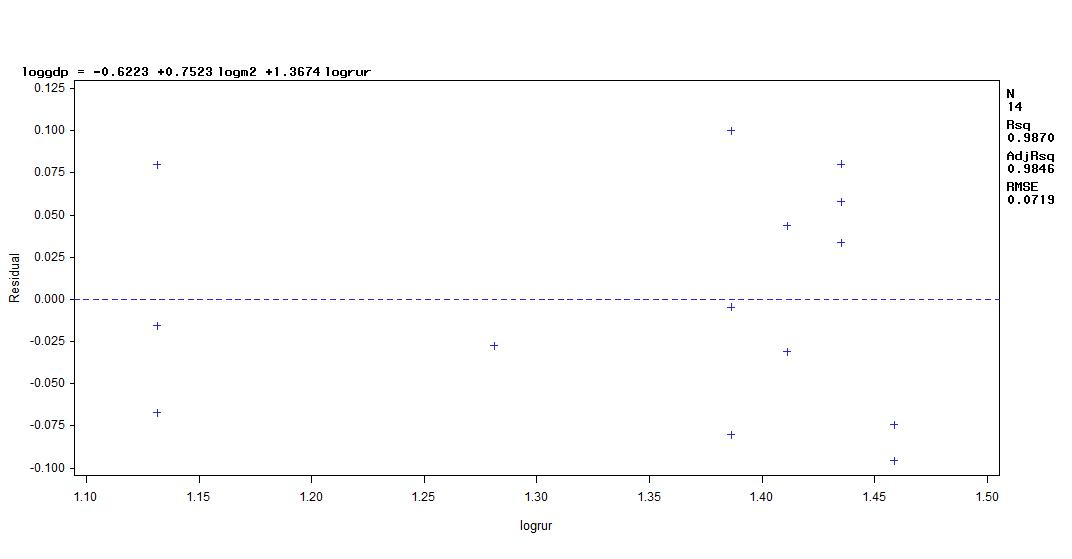 loggdp = -0.6223 +0.7523 logm2 +1.3674 logrur
N
14
Rsq
0.9870
AdjRsq
0.9846
RMSE
0.0719
Residual
0.125
0.100
0.075
0.050
0.025
0.000
-0.025
-0.050
-0.075
-0.100
1.10 1.15 1.20 1.25 1.30 1.35 1.40 1.45 1.50
logrur